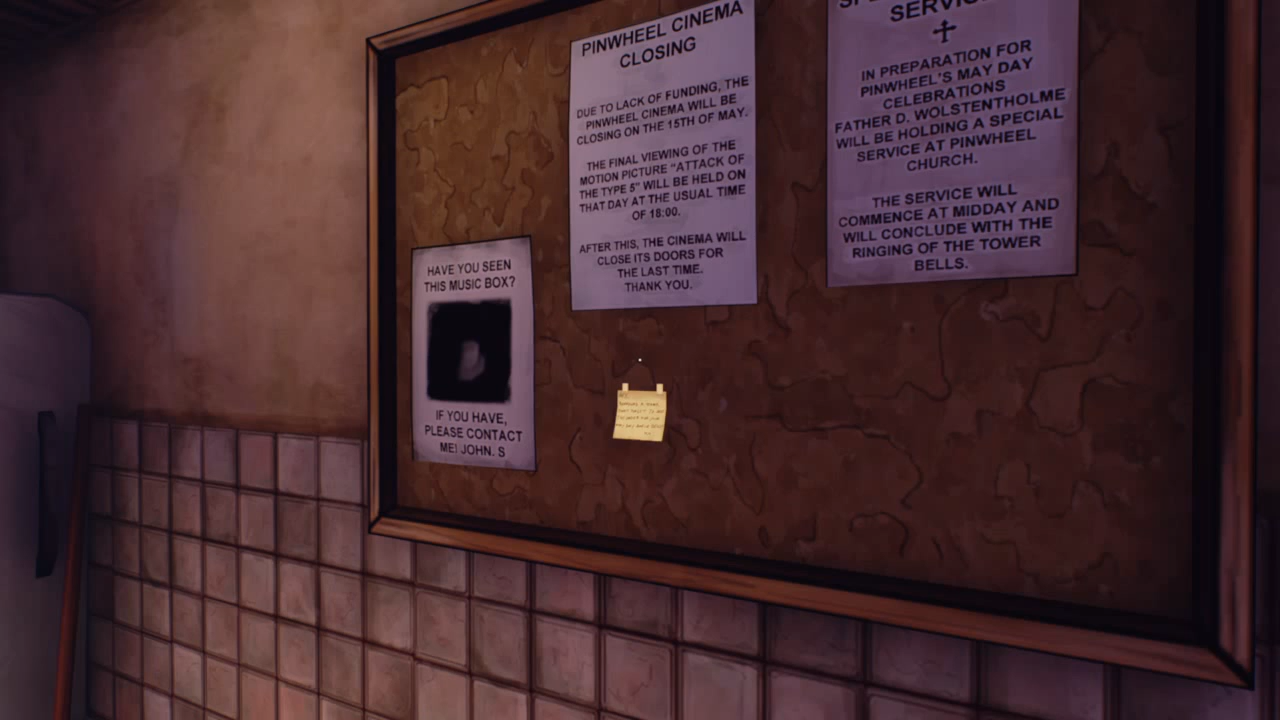 PINWHEEL CINEMA
CLOSING
DUE TO LACK OF FUNDING, THE
PINWHEEL CINEMA WILL BE
CLOSING ON THE 15TH OF MAY.
THE FINAL VIEWING OF THE
MOTION PICTURE “ATTACK OF
THE TYPE 5” WILL BE HELD ON
THAT DAY AT THE USUAL TIME
OF 18:00.
AFTER THIS, THE CINEMA WILL
CLOSE ITS DOORS FOR
THE LAST TIME.
THANK YOU.
IN PREPARATION FOR
PINWHEEL'S MAY DAY
CELEBRATIONS
FATHER D. WOLSTENTHOLME
WILL BE HOLDING A SPECIAL
SERVICE AT PINWHEEL
CHURCH.
THE SERVICE WILL
COMMENCE AT MIDDAY AND
WILL CONCLUDE WITH THE
RINGING OF THE TOWER
BELLS.
HAVE YOU SEEN
THIS MUSIC BOX?
IF YOU HAVE,
PLEASE CONTACT
ME! JOHN. S